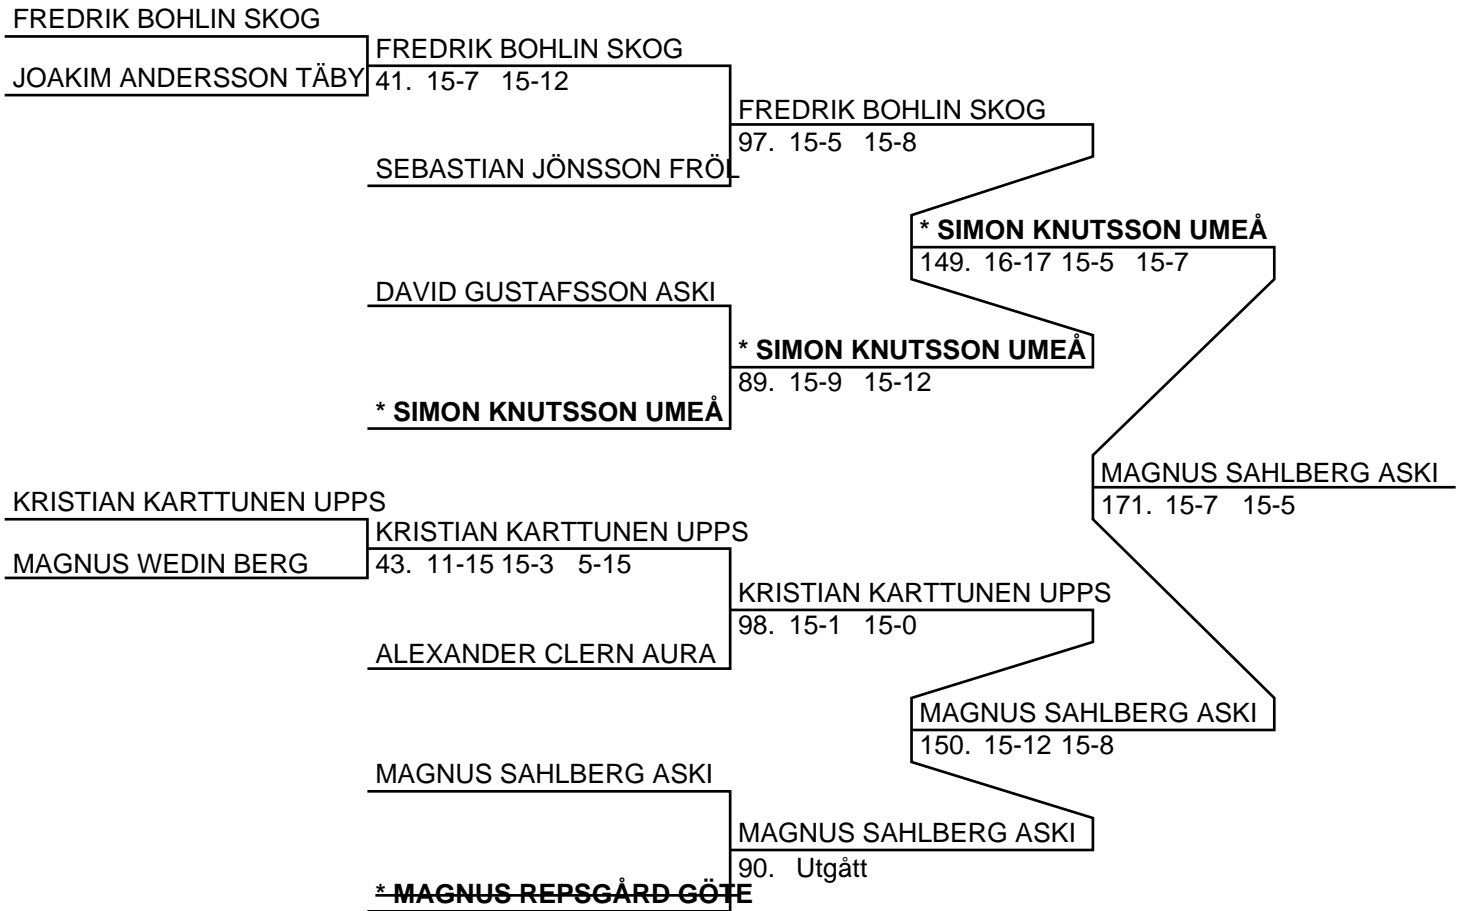 FREDRIK BOHLIN SKOG
FREDRIK BOHLIN SKOG
JOAKIM ANDERSSON TÄBY
41. 15-7 15-12
FREDRIK BOHLIN SKOG
97. 15-5 15-8
SEBASTIAN JÖNSSON FRÖL
* SIMON KNUTSSON UMEÅ
149. 16-17 15-5 15-7
DAVID GUSTAFSSON ASKI
* SIMON KNUTSSON UMEÅ
89. 15-9 15-12
* SIMON KNUTSSON UMEÅ
MAGNUS SAHLBERG ASKI
171. 15-7 15-5
KRISTIAN KARTTUNEN UPPS
KRISTIAN KARTTUNEN UPPS
MAGNUS WEDIN BERG
43. 11-15 15-3 5-15
KRISTIAN KARTTUNEN UPPS
98. 15-1 15-0
ALEXANDER CLERN AURA
MAGNUS SAHLBERG ASKI
150. 15-12 15-8
MAGNUS SAHLBERG ASKI
MAGNUS SAHLBERG ASKI
90. Utgått
* MAGNUS REPSGÅRD GÖTE